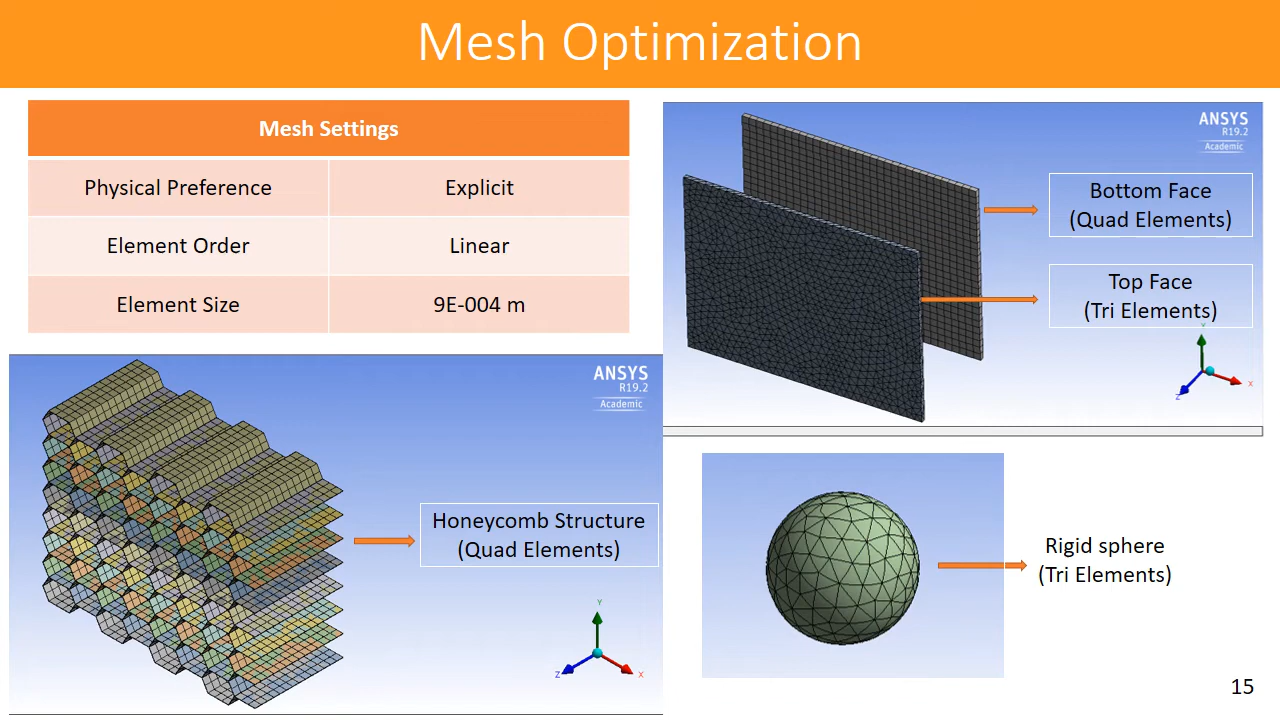 Mesh Optimization
Mesh Settings
Physical Preference Explicit
Element Order Linear
Element Size 9E-004 m
ANSYS
R19.2
Academic
Bottom Face
(Quad Elements)
Top Face
(Tri Elements)
Y
X
Z
ANSYS
R19.2
Academic
Honeycomb Structure
(Quad Elements)
Y
Z
X
Rigid sphere
(Tri Elements)
15